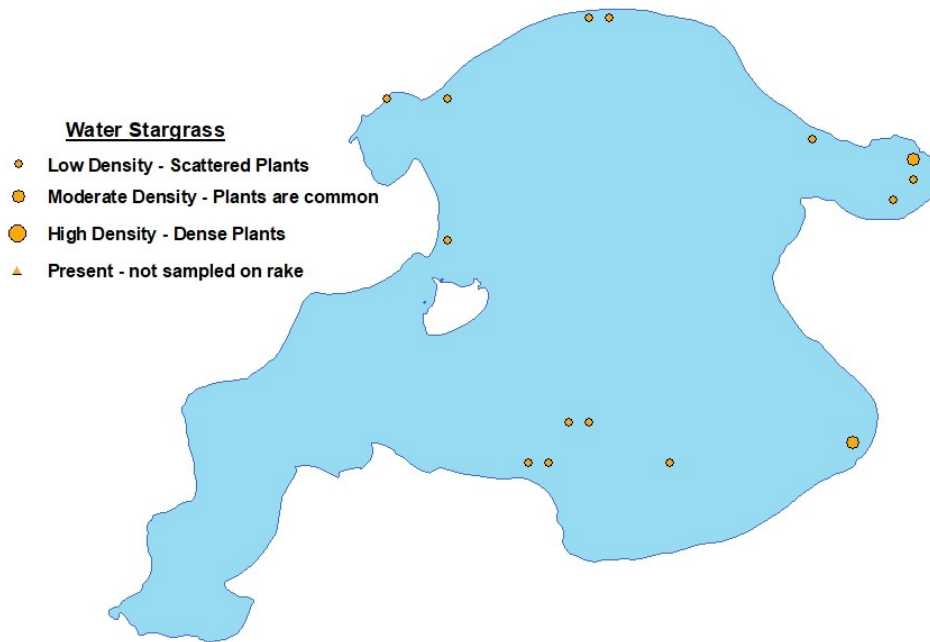 Water Stargrass
Low Density - Scattered Plants
Moderate Density - Plants are common
High Density - Dense Plants
Present - not sampled on rake